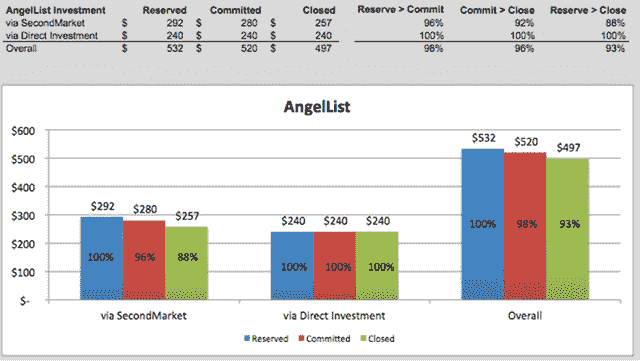 AngelList Investment Reserved Committed Closed Reserve > Commit Commit > Close Reserve > Close
via SecondMarket $ 292 $ 280 $ 257 96% 92% 88%
via Direct Investment $ 240 $ 240 $ 240 100% 100% 100%
Overall $ 532 $ 520 $ 497 98% 96% 93%
AngelList
$600
$500
$400
$300
$200
$100
$-
$292 $280 $257
$240 $240 $240
$532 $520 $497
100% 96% 88%
100% 100% 100%
100% 98% 93%
via SecondMarket via Direct Investment Overall
Reserved Committed Closed